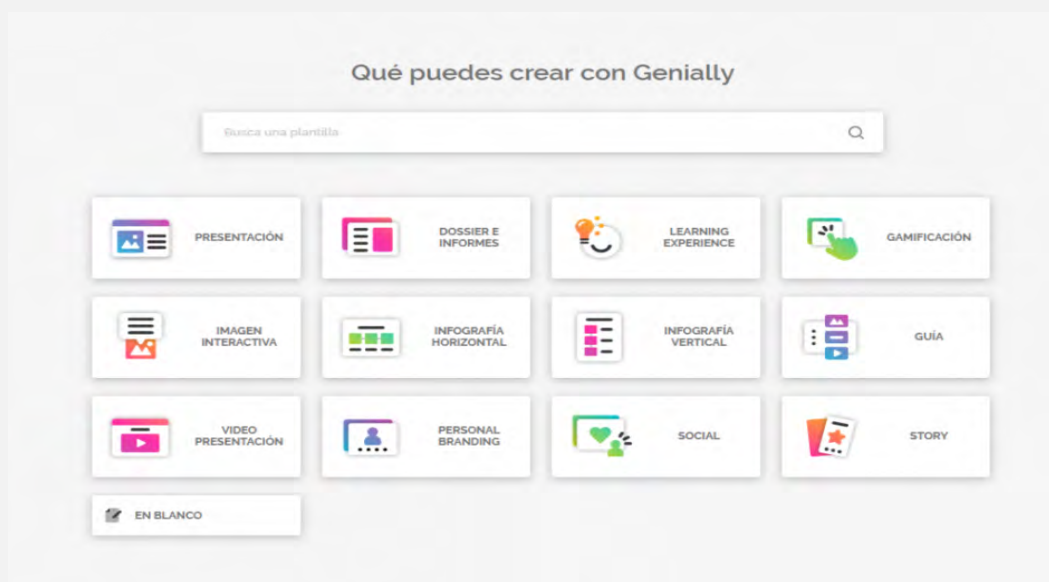 Qué puedes crear con Genially
Busca una plantilla
PRESENTACIÓN
DOSSIER E
INFORMES
LEARNING
EXPERIENCE
GAMIFICACIÓN
IMAGEN
INTERACTIVA
INFOGRAFÍA
HORIZONTAL
INFOGRAFÍA
VERTICAL
GUÍA
VIDEO
PRESENTACIÓN
PERSONAL
BRANDING
SOCIAL
STORY
EN BLANCO